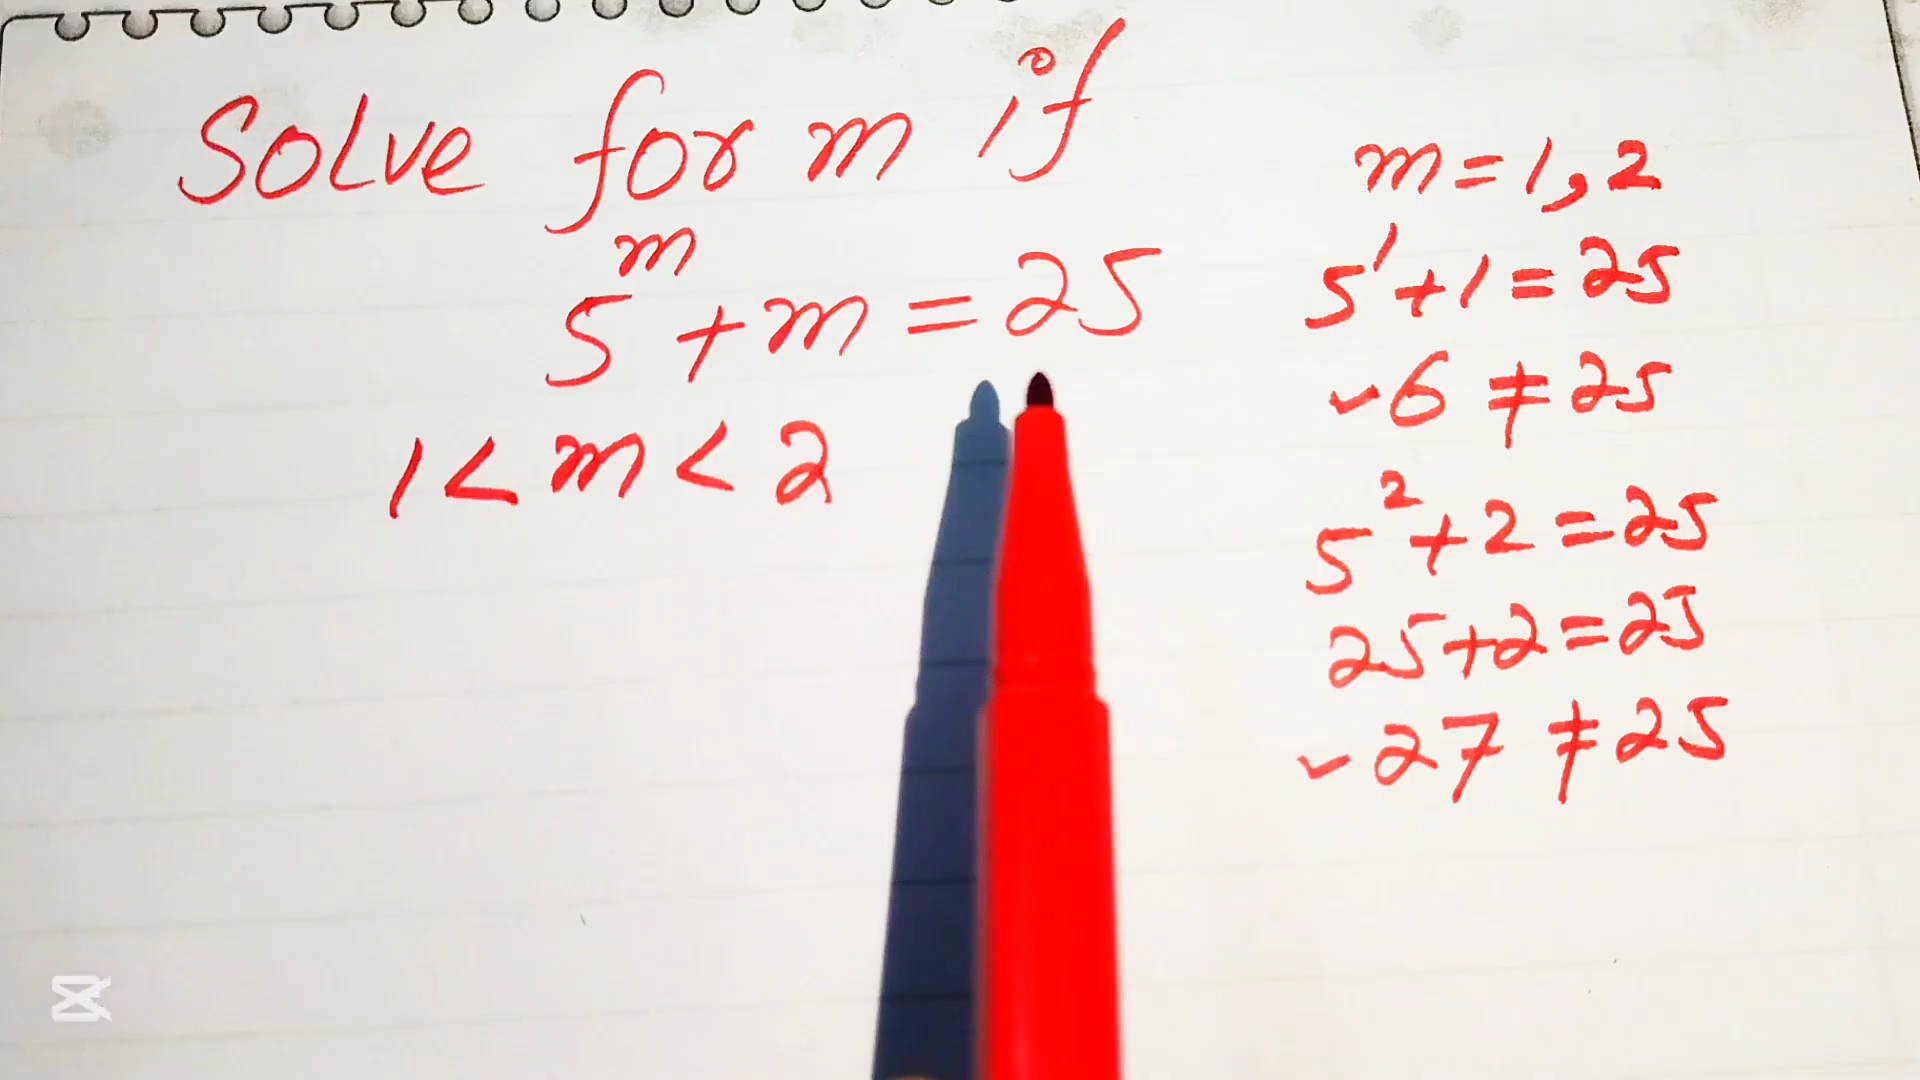 Solve for m if
5^m + m = 25
1 < m < 2
m = 1, 2
5^1 + 1 = 25
✓ 6 ≠ 25
5^2 + 2 = 25
25 + 2 = 25
✓ 27 ≠ 25